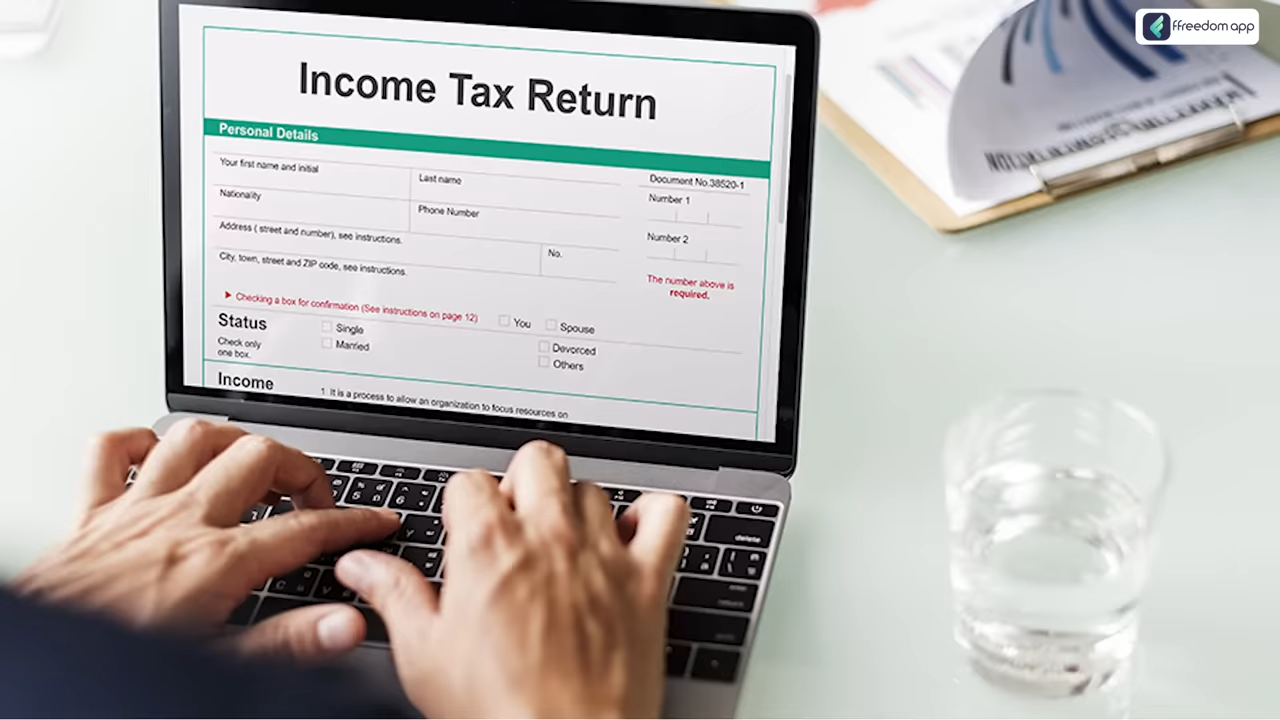 ffreedom app
Income Tax Return
Personal Details
Your first name and initial
Last name
Document No.38520-1
Number 1
Nationality
Phone Number
Address ( street and number), see instructions.
No.
Number 2
City, town, street and ZIP code, see instructions.
The number above is
required.
Checking a box for confirmation (See instructions on page 12)
You
Spouse
Status
Check only
one box.
Single
Married
Devorced
Others
Income
1. It is a process to allow an organization to focus resources on
delete
return